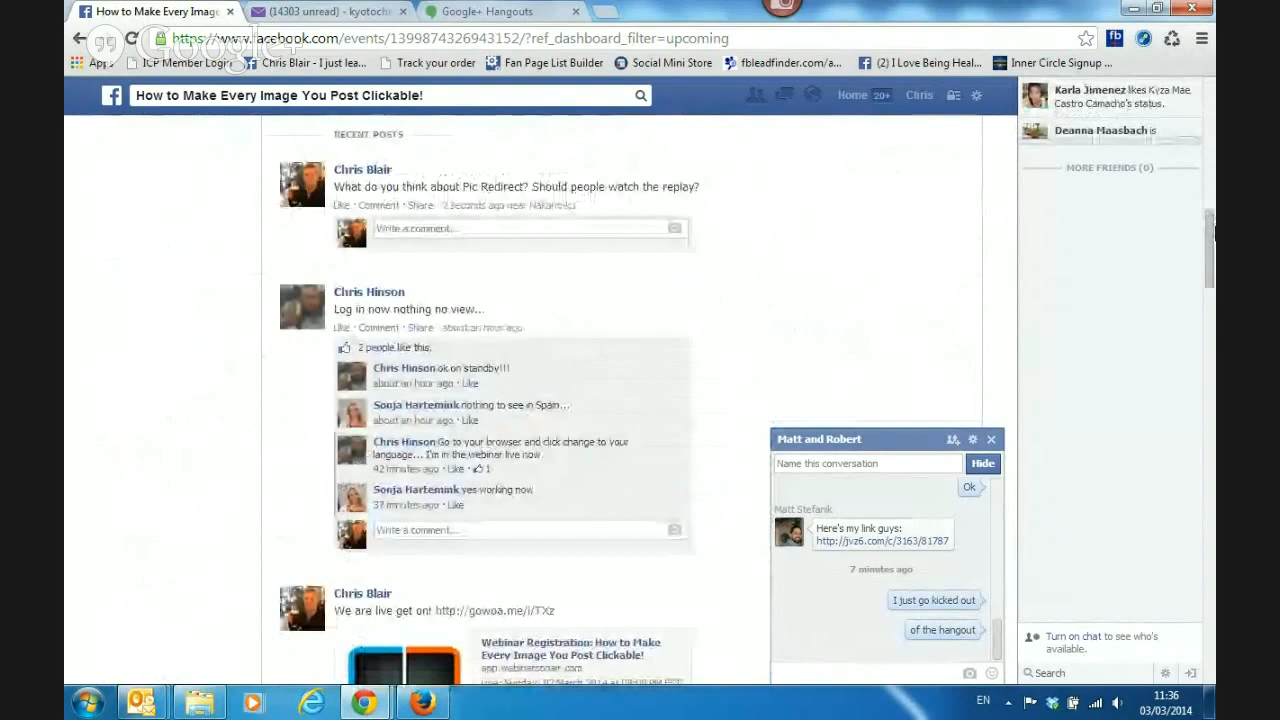 How to Make Every Image
(14303 unread) - kyotoche
Google+ Hangouts
https://www.facebook.com/events/1399874326943152/?ref_dashboard_filter=upcoming
Google+
Apps
ICP Member Login
Chris Blair - I just lea...
Track your order
Fan Page List Builder
Social Mini Store
fbleadfinder.com/a...
(2) I Love Being Heal...
Inner Circle Signup ...
How to Make Every Image You Post Clickable!
Home 20+
Chris
Karla Jimenez likes Kyza Mae
Castro Camacho's status.
Deanna Maasbach is
MORE FRIENDS (0)
RECENT POSTS
Chris Blair
What do you think about Pic Redirect? Should people watch the replay?
Like · Comment · Share · 2 seconds ago near
Write a comment...
Chris Hinson
Log in now nothing no view...
Like · Comment · Share · about an hour ago
2 people like this.
Chris Hinson ok on standby!!!
about an hour ago · Like
Sonja Hartemink nothing to see in Spain...
about an hour ago · Like
Chris Hinson Go to your browser and click change to your
language... I'm in the webinar live now
42 minutes ago · Like · 1
Sonja Hartemink yes working now
37 minutes ago · Like
Write a comment...
Chris Blair
We are live get on! http://gowoa.me/i/TXz
Webinar Registration: How to Make
Every Image You Post Clickable!
Matt and Robert
Name this conversation
Hide
Ok
Matt Stefanik
Here's my link guys:
http://jvz6.com/c/3163/81787
7 minutes ago
I just go kicked out
of the hangout
Turn on chat to see who's
available.
Search
EN
11:36
03/03/2014